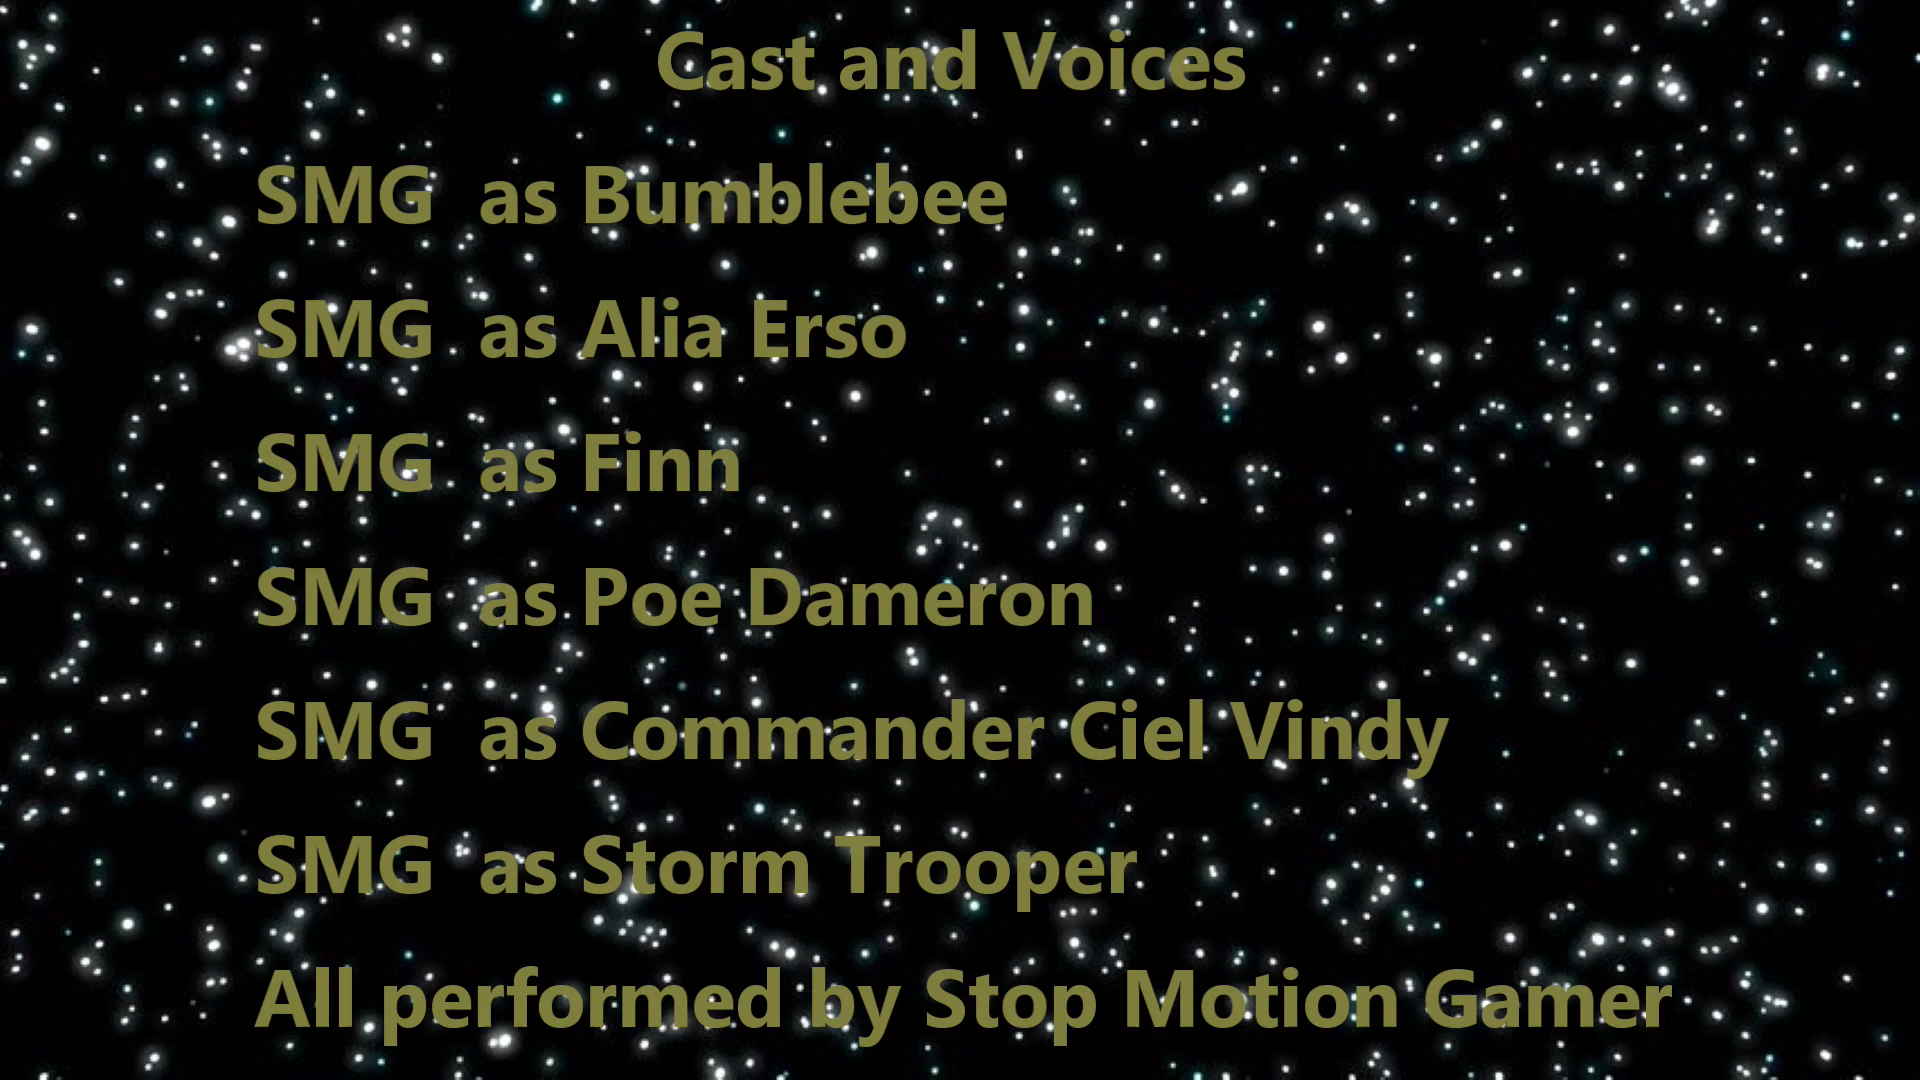 Cast and Voices
SMG  as Bumblebee
SMG  as Alia Erso
SMG  as Finn
SMG  as Poe Dameron
SMG  as Commander Ciel Vindy
SMG  as Storm Trooper
All performed by Stop Motion Gamer